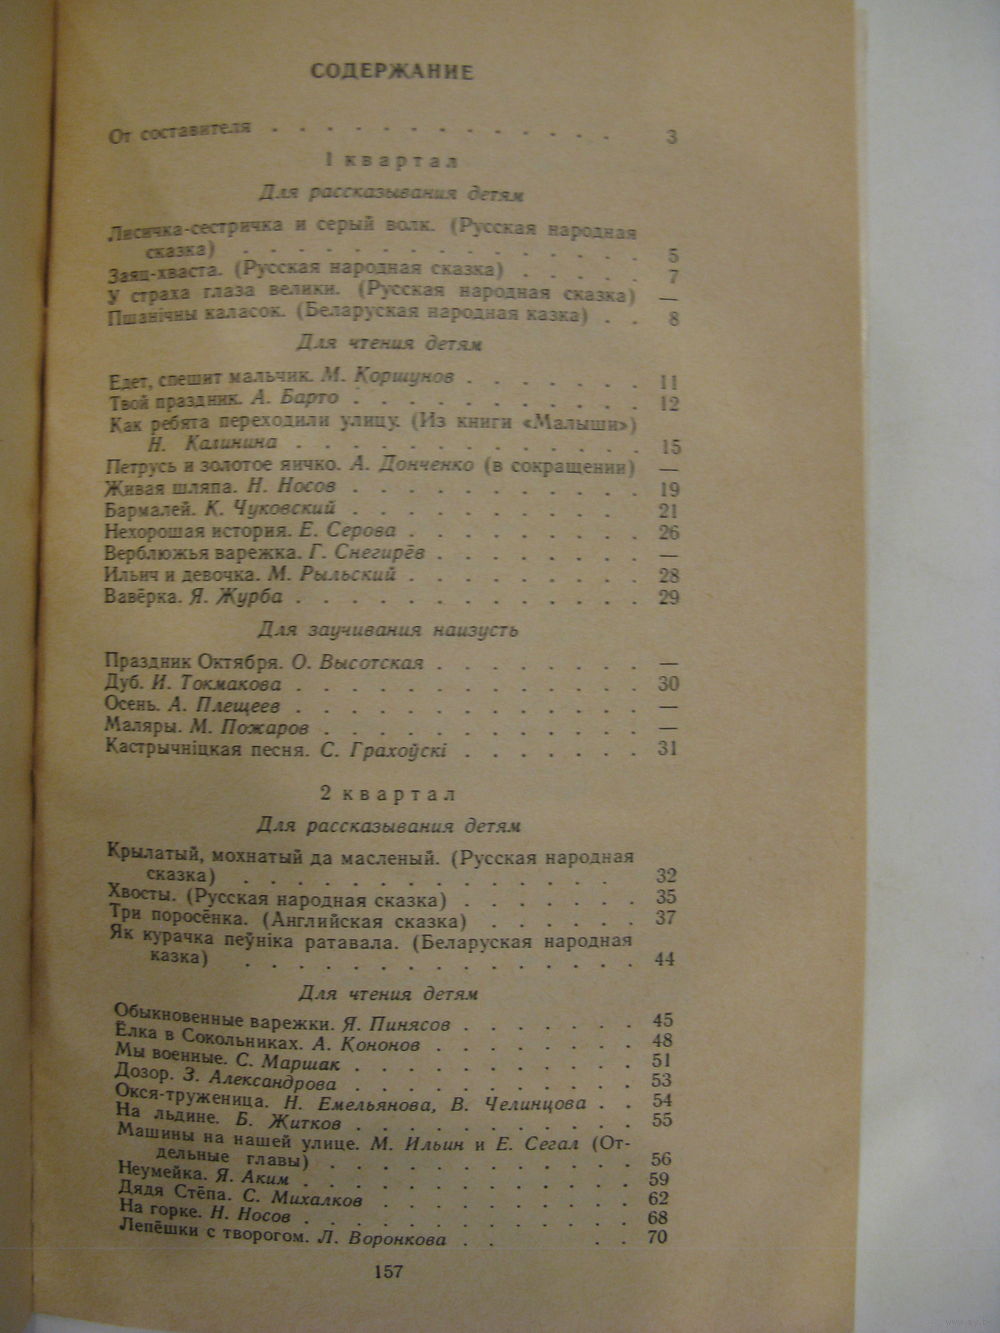 СОДЕРЖАНИЕ
От составителя . . . . . . . . . . . . . 3
1 квартал
Для рассказывания детям
Лисичка-сестричка и серый волк. (Русская народная
сказка) . . . . . . . . . . . . . . 5
Заяц-хваста. (Русская народная сказка) . . . . . 7
У страха глаза велики. (Русская народная сказка) —
Пшанічны каласок. (Беларуская народная казка) . . 8
Для чтения детям
Едет, спешит мальчик. М. Коршунов . . . . . . . 11
Твой праздник. А. Барто . . . . . . . . . . . 12
Как ребята переходили улицу. (Из книги «Малыши»)
Н. Калинина . . . . . . . . . . . . . 15
Петрусь и золотое яичко. А. Донченко (в сокращении) —
Живая шляпа. Н. Носов . . . . . . . . . . . 19
Бармалей. К. Чуковский . . . . . . . . . . 21
Нехорошая история. Е. Серова . . . . . . . . . 26
Верблюжья варежка. Г. Снегирёв . . . . . . . . —
Ильич и девочка. М. Рыльский . . . . . . . . . 28
Вавёрка. Я. Журба . . . . . . . . . . . . . 29
Для заучивания наизусть
Праздник Октября. О. Высотская . . . . . . . . —
Дуб. И. Токмакова . . . . . . . . . . . . . 30
Осень. А. Плещеев . . . . . . . . . . . . . —
Маляры. М. Пожаров . . . . . . . . . . . . —
Кастрычніцкая песня. С. Грахоўскі . . . . . . . 31
2 квартал
Для рассказывания детям
Крылатый, мохнатый да масленый. (Русская народная
сказка) . . . . . . . . . . . . . . 32
Хвосты. (Русская народная сказка) . . . . . . . 35
Три поросёнка. (Английская сказка) . . . . . . 37
Як курачка пеўніка ратавала. (Беларуская народная
казка) . . . . . . . . . . . . . . . 44
Для чтения детям
Обыкновенные варежки. Я. Пинясов . . . . . . . 45
Ёлка в Сокольниках. А. Кононов . . . . . . . . 48
Мы военные. С. Маршак . . . . . . . . . . . 51
Дозор. З. Александрова . . . . . . . . . . . 53
Окся-труженица. Н. Емельянова, В. Челинцова . . 54
На льдине. Б. Житков . . . . . . . . . . . 55
Машины на нашей улице. М. Ильин и Е. Сегал (От-
дельные главы) . . . . . . . . . . . . 56
Неумейка. Я. Аким . . . . . . . . . . . . . 59
Дядя Стёпа. С. Михалков . . . . . . . . . . 62
На горке. Н. Носов . . . . . . . . . . . . . 68
Лепёшки с творогом. Л. Воронкова . . . . 70
157